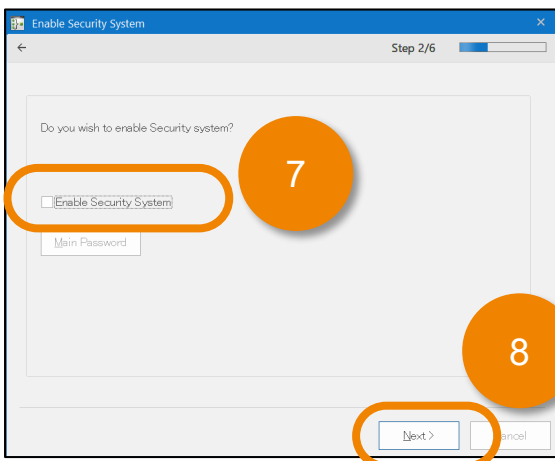 Enable Security System
Step 2/6
Do you wish to enable Security system?
7
Enable Security System
Main Password
8
Next >
ancel